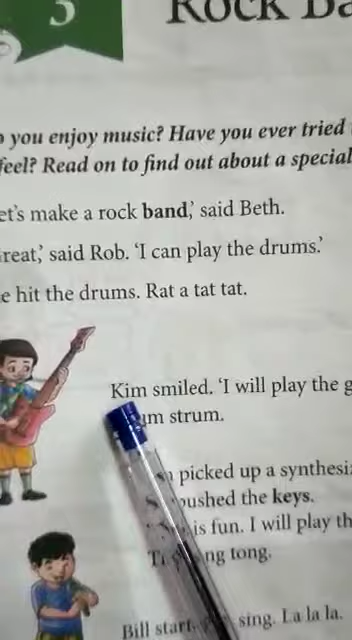 3
Rock Ba
you enjoy music? Have you ever tried
feel? Read on to find out about a special
et's make a rock band,' said Beth.
reat,' said Rob. 'I can play the drums.'
e hit the drums. Rat a tat tat.
Kim smiled. 'I will play the g
um strum.
picked up a synthesi
pushed the keys.
is fun. I will play th
ng tong.
Bill start sing. La la la.